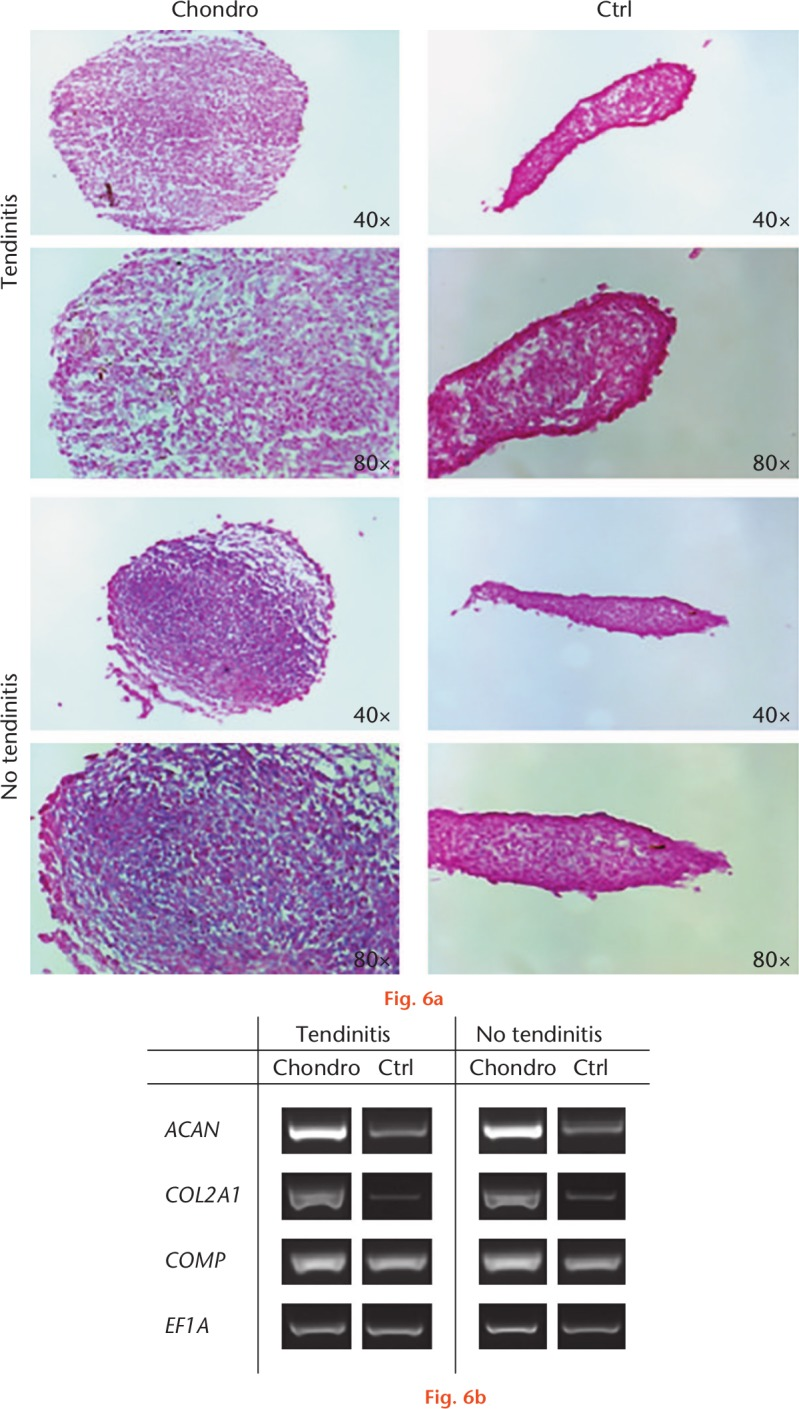 Chondro Ctrl
Tendinitis
40× 40×
80× 80×
No tendinitis
40× 40×
80× 80×
Fig. 6a
Tendinitis No tendinitis
Chondro Ctrl Chondro Ctrl
ACAN
COL2A1
COMP
EF1A
Fig. 6b